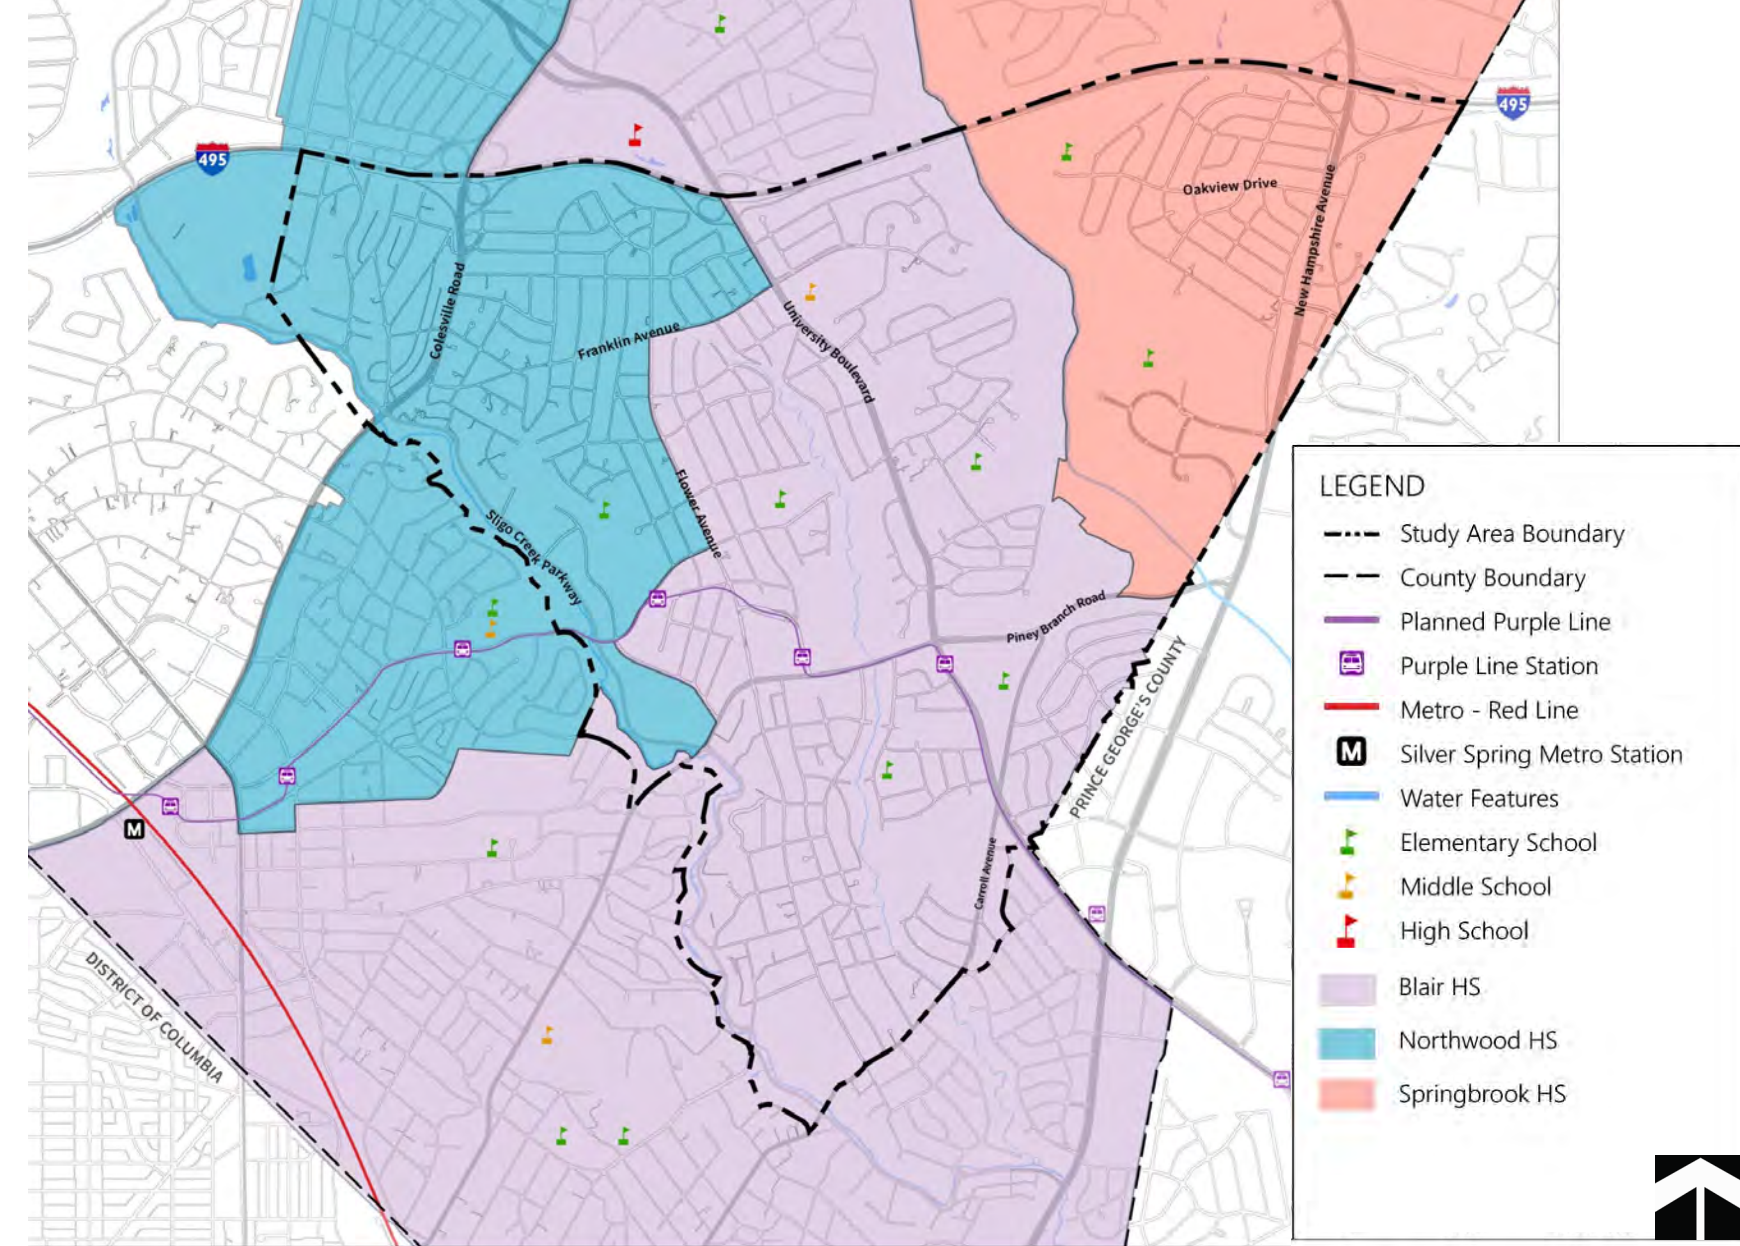 495
495
Oakview Drive
New Hampshire Avenue
Colesville Road
Franklin Avenue
University Boulevard
Flower Avenue
Sligo Creek Parkway
Piney Branch Road
PRINCE GEORGE'S COUNTY
M
Carroll Avenue
DISTRICT OF COLUMBIA
LEGEND
Study Area Boundary
County Boundary
Planned Purple Line
Purple Line Station
Metro - Red Line
M
Silver Spring Metro Station
Water Features
Elementary School
Middle School
High School
Blair HS
Northwood HS
Springbrook HS